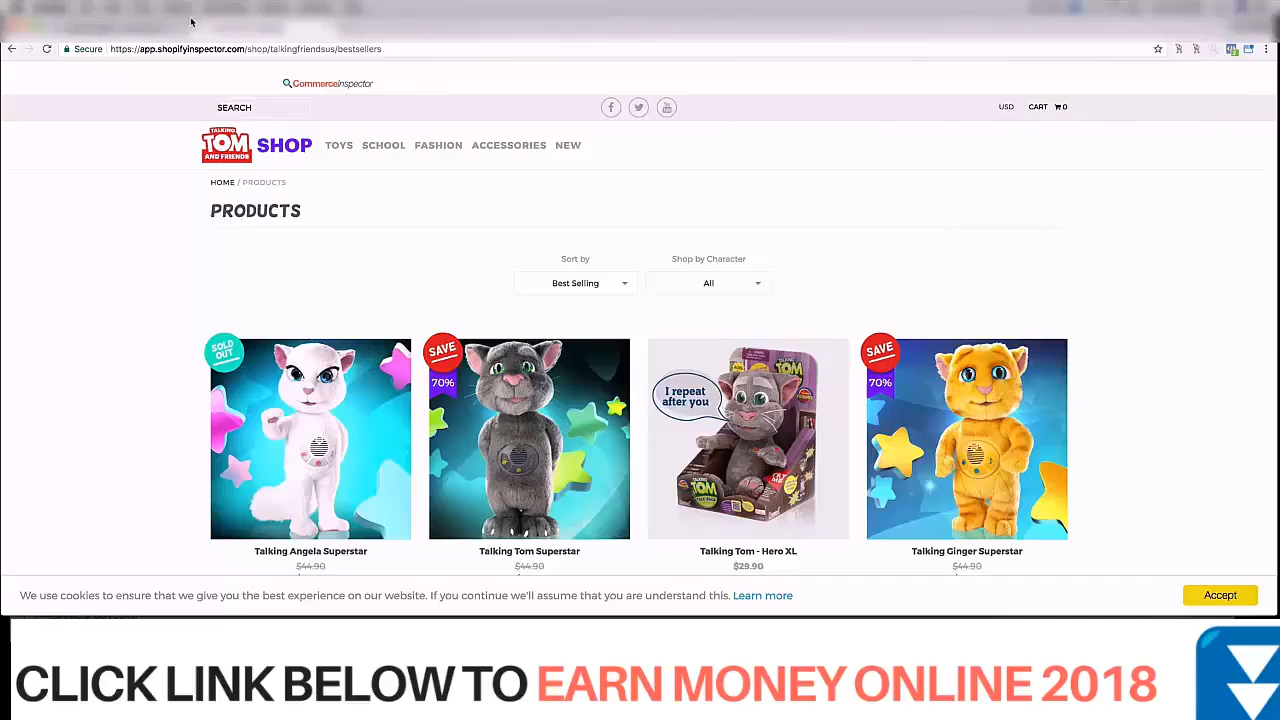 Secure https://app.shopifyinspector.com/shop/talkingfriendsus/bestsellers
CommerceInspector
SEARCH
USD CART 0
TALKING TOM AND FRIENDS SHOP TOYS SCHOOL FASHION ACCESSORIES NEW
HOME / PRODUCTS
PRODUCTS
Sort by Shop by Character
Best Selling All
SOLD OUT
SAVE 70%
I repeat after you
TALKING TOM
SAVE 70%
Talking Angela Superstar Talking Tom Superstar Talking Tom - Hero XL Talking Ginger Superstar
$44.90 $44.90 $29.90 $44.90
We use cookies to ensure that we give you the best experience on our website. If you continue we'll assume that you are understand this. Learn more Accept
CLICK LINK BELOW TO EARN MONEY ONLINE 2018